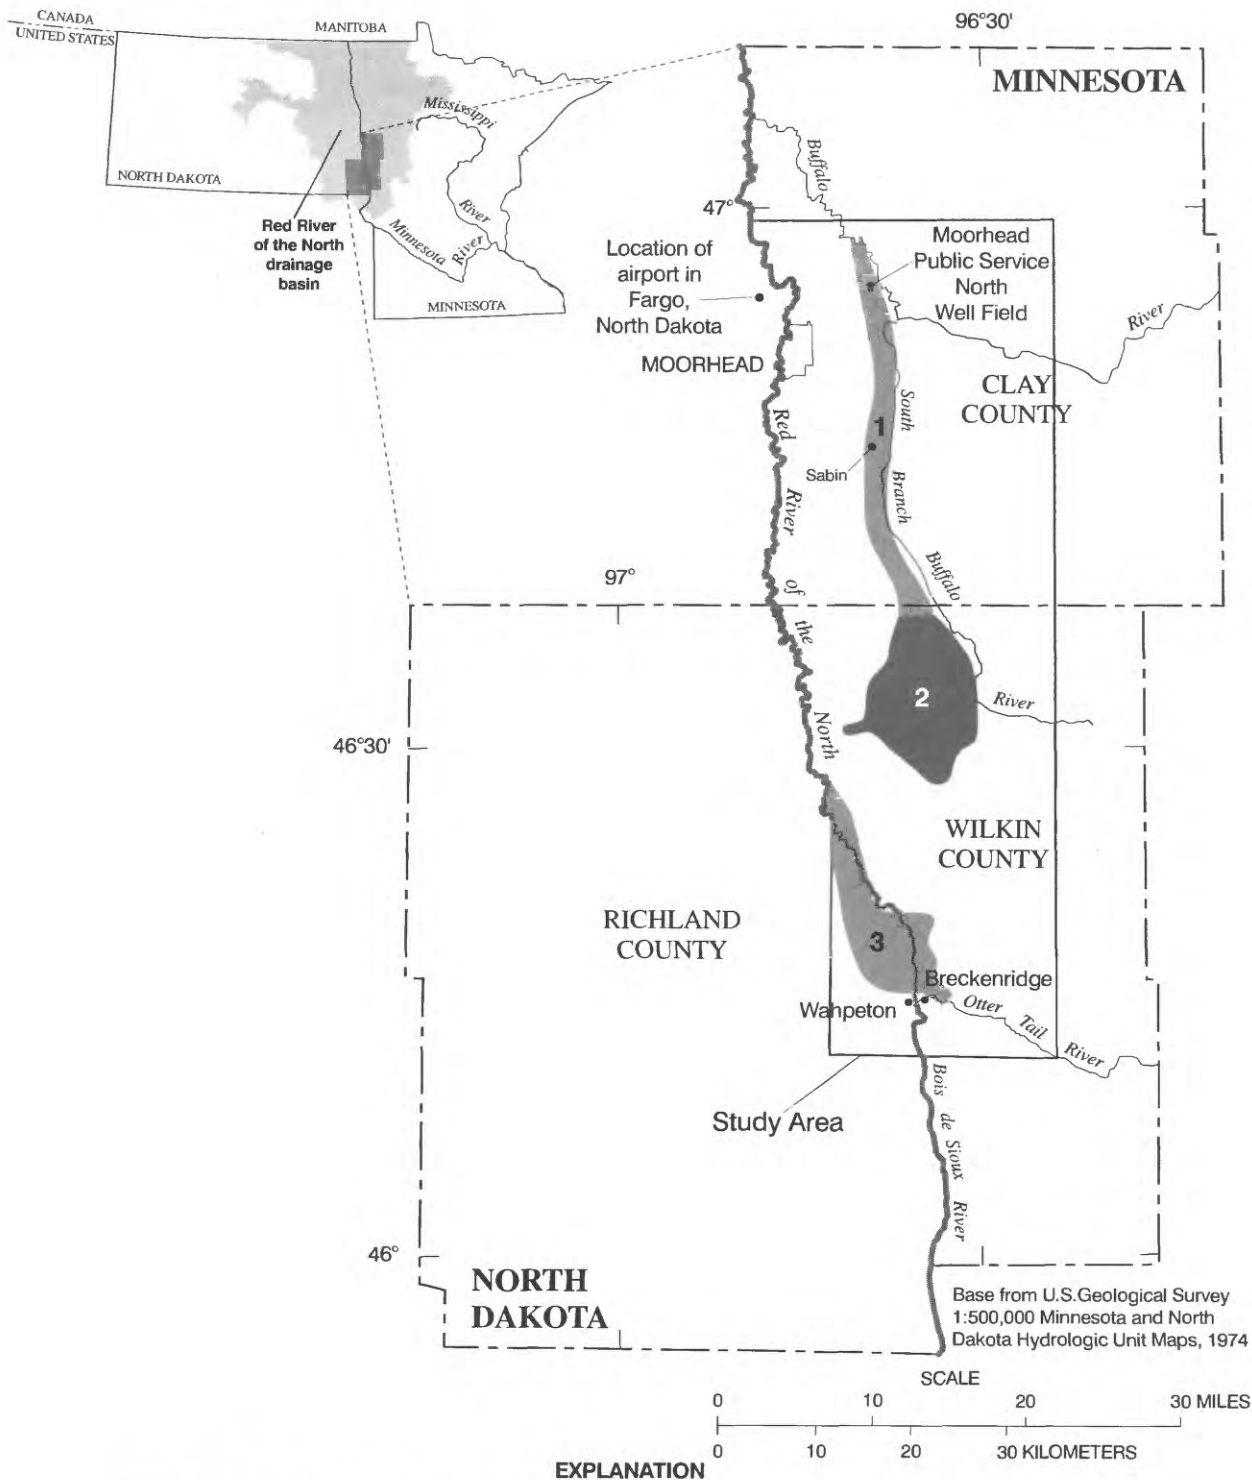 CANADA
UNITED STATES
MANITOBA
Mississippi
River
NORTH DAKOTA
Red River
of the North
drainage
basin
Minnesota
River
MINNESOTA
96°30'
MINNESOTA
Buffalo
47°
Location of
airport in
Fargo,
North Dakota
Moorhead
Public Service
North
Well Field
River
MOORHEAD
CLAY
COUNTY
1
South
Sabin
Branch
Buffalo
Red
River
of
the
North
97°
2
River
46°30'
WILKIN
COUNTY
RICHLAND
COUNTY
3
Breckenridge
Wahpeton
Otter
Tail
River
Study Area
Bois
de
Sioux
River
46°
NORTH
DAKOTA
Base from U.S.Geological Survey
1:500,000 Minnesota and North
Dakota Hydrologic Unit Maps, 1974
SCALE
0 10 20 30 MILES
0 10 20 30 KILOMETERS
EXPLANATION